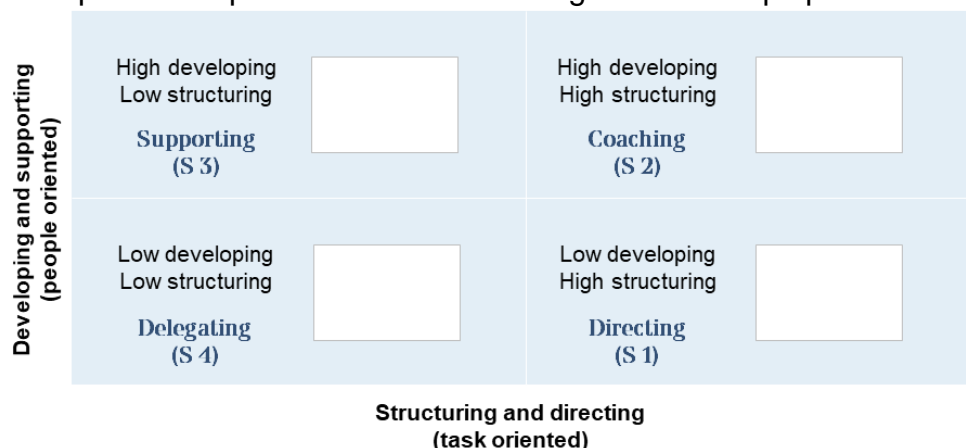 High developing
Low structuring
Supporting
(S 3)
High developing
High structuring
Coaching
(S 2)
Low developing
Low structuring
Delegating
(S 4)
Low developing
High structuring
Directing
(S 1)
Developing and supporting
(people oriented)
Structuring and directing
(task oriented)